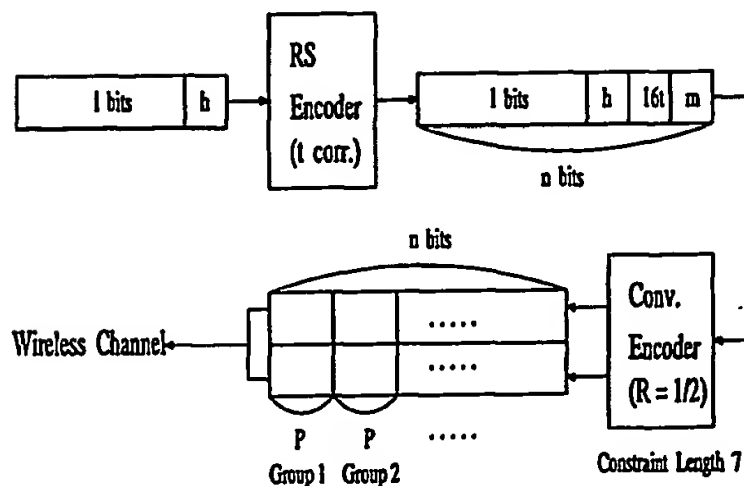 RS
Encoder
(t corr.)
l bits
h
l bits
h
16t
m
n bits
n bits
Wireless Channel
.....
.....
Conv.
Encoder
(R = 1/2)
P
P
.....
Group 1
Group 2
Constraint Length 7